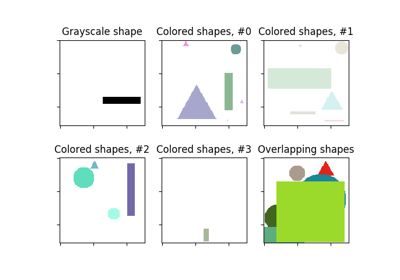 Grayscale shape
Colored shapes, #0
Colored shapes, #1
Colored shapes, #2
Colored shapes, #3
Overlapping shapes